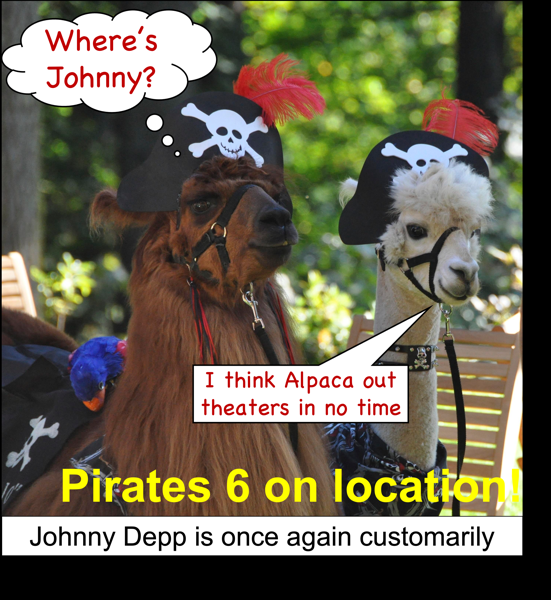 Where's
Johnny?
I think Alpaca out
theaters in no time
Pirates 6 on location!
Johnny Depp is once again customarily